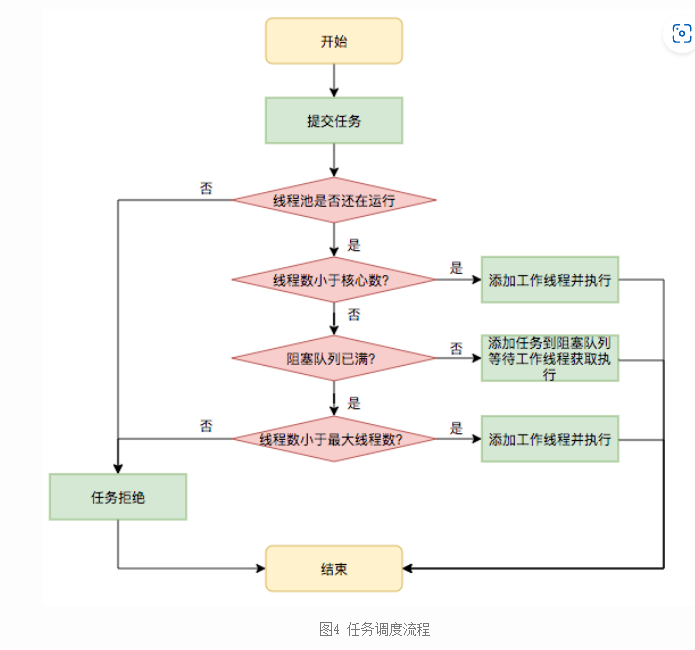 开始
提交任务
否
线程池是否还在运行
是
线程数小于核心数?
是
添加工作线程并执行
否
阻塞队列已满?
否
添加任务到阻塞队列
等待工作线程获取执
行
是
否
线程数小于最大线程数?
是
添加工作线程并执行
任务拒绝
结束
图4 任务调度流程